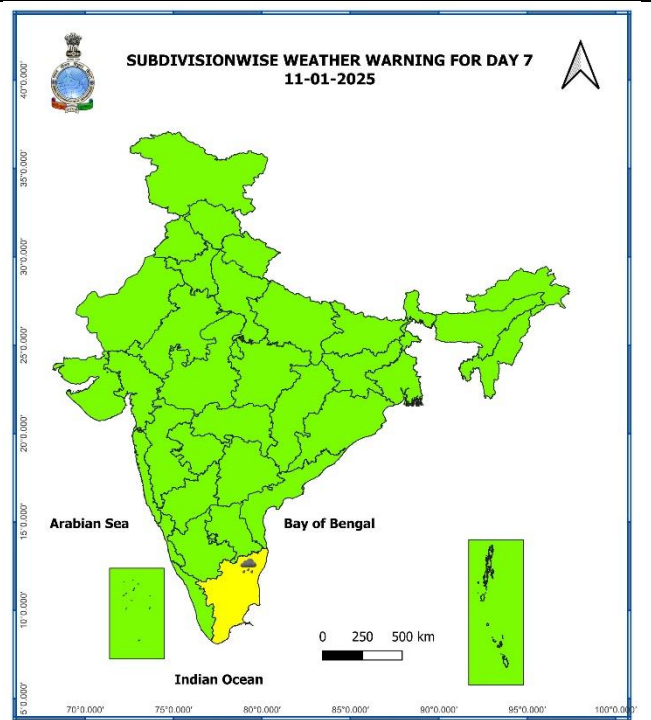 SUBDIVISIONWISE WEATHER WARNING FOR DAY 7
11-01-2025
40°0.000'
35°0.000'
30°0.000'
25°0.000'
20°0.000'
15°0.000'
10°0.000'
5°0.000'
Arabian Sea
Bay of Bengal
0 250 500 km
Indian Ocean
70°0.000' 75°0.000' 80°0.000' 85°0.000' 90°0.000' 95°0.000' 100°0.000'